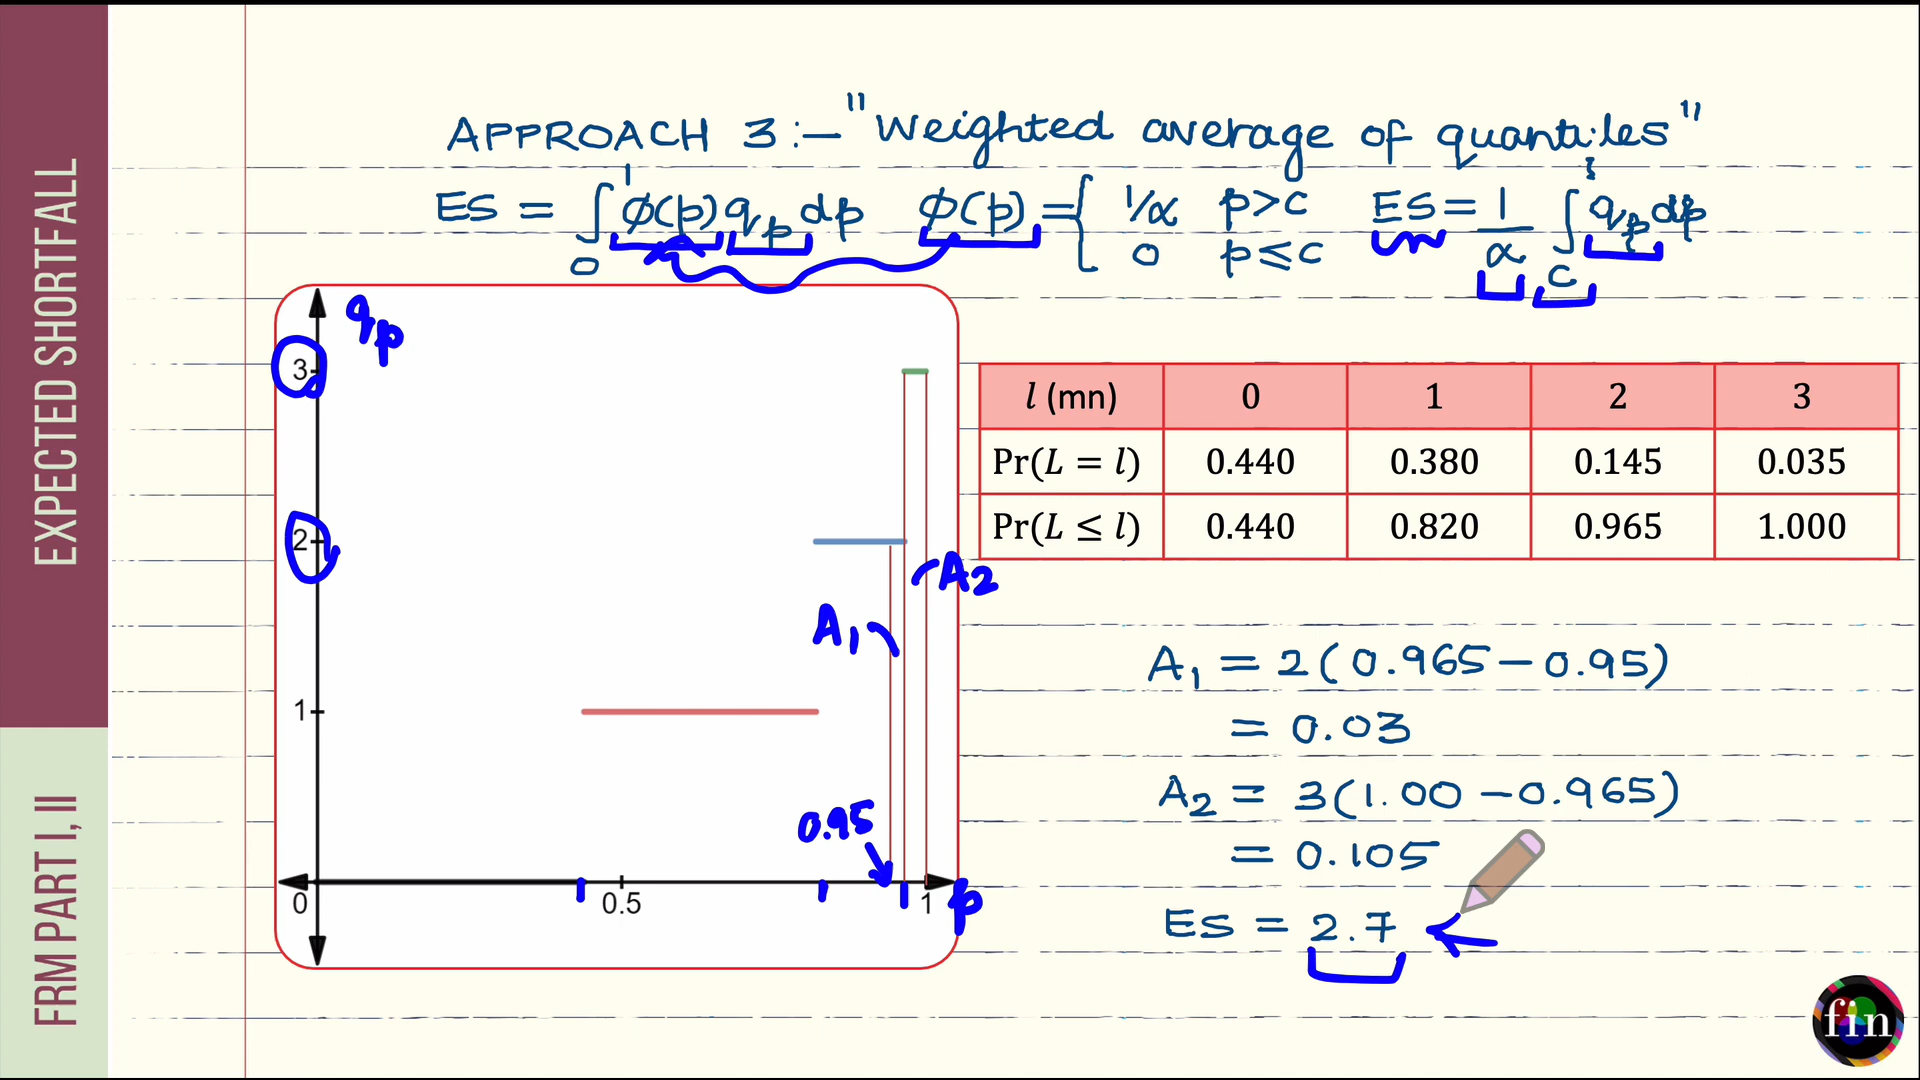 EXPECTED SHORTFALL
FRM PART I, II
APPROACH 3 :- "Weighted average of quantiles"
ES = ∫₀¹ φ(p) q_p dp   φ(p) = { 1/α  p > c ; 0  p ≤ c   ES = 1/α ∫_c¹ q_p dp
q_p
3
2
1
0
0.5
1
p
A₁
A₂
0.95
l (mn) 0 1 2 3
Pr(L = l) 0.440 0.380 0.145 0.035
Pr(L ≤ l) 0.440 0.820 0.965 1.000
A₁ = 2(0.965 − 0.95)
= 0.03
A₂ = 3(1.00 − 0.965)
= 0.105
ES = 2.7
fin